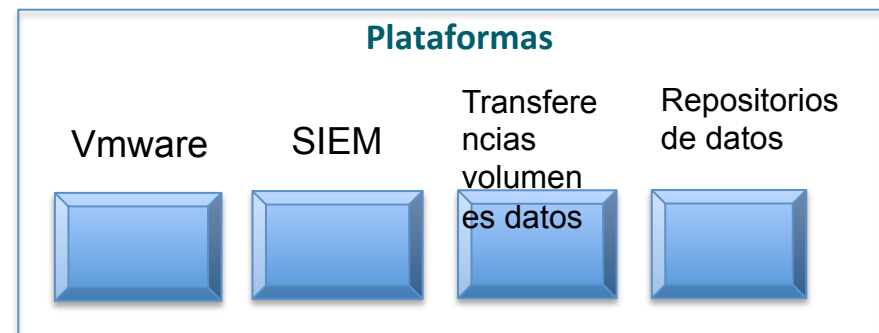 Plataformas
Vmware
SIEM
Transfere
ncias
volumen
es datos
Repositorios
de datos